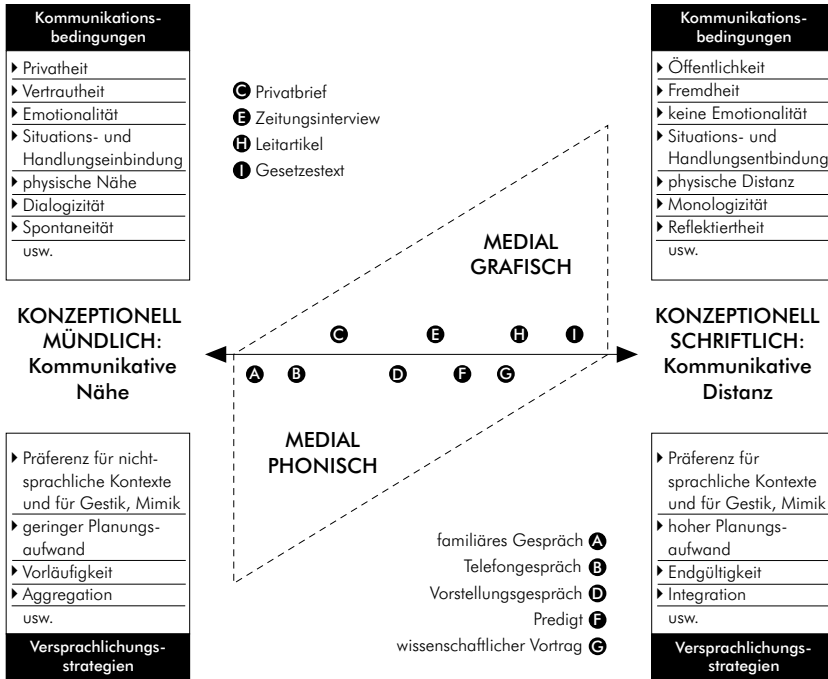 Kommunikations-
bedingungen
Privatheit
Vertrautheit
Emotionalität
Situations- und
Handlungseinbindung
physische Nähe
Dialogizität
Spontaneität
usw.
C Privatbrief
E Zeitungsinterview
H Leitartikel
I Gesetzestext
Kommunikations-
bedingungen
Öffentlichkeit
Fremdheit
keine Emotionalität
Situations- und
Handlungsentbindung
physische Distanz
Monologizität
Reflektiertheit
usw.
MEDIAL
GRAFISCH
KONZEPTIONELL
MÜNDLICH:
Kommunikative
Nähe
C E H I
A B D F G
KONZEPTIONELL
SCHRIFTLICH:
Kommunikative
Distanz
MEDIAL
PHONISCH
Präferenz für nicht-
sprachliche Kontexte
und für Gestik, Mimik
geringer Planungs-
aufwand
Vorläufigkeit
Aggregation
usw.
Versprachlichungs-
strategien
familiäres Gespräch A
Telefongespräch B
Vorstellungsgespräch D
Predigt F
wissenschaftlicher Vortrag G
Präferenz für
sprachliche Kontexte
und für Gestik, Mimik
hoher Planungs-
aufwand
Endgültigkeit
Integration
usw.
Versprachlichungs-
strategien